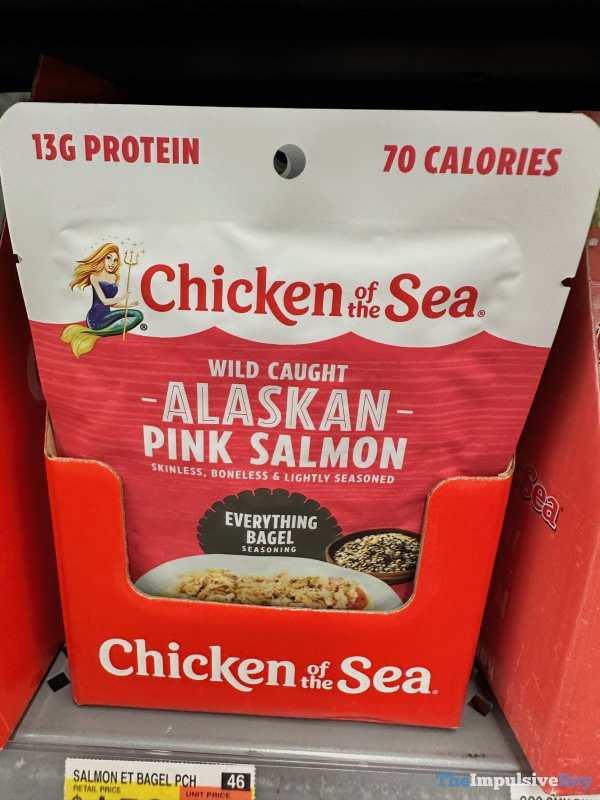 13G PROTEIN
70 CALORIES
Chicken of the Sea®
WILD CAUGHT
-ALASKAN-
PINK SALMON
SKINLESS, BONELESS & LIGHTLY SEASONED
EVERYTHING
BAGEL
SEASONING
Chicken of the Sea.
Sea
SALMON ET BAGEL PCH 46
RETAIL PRICE
UNIT PRICE
TheImpulsiveBuy